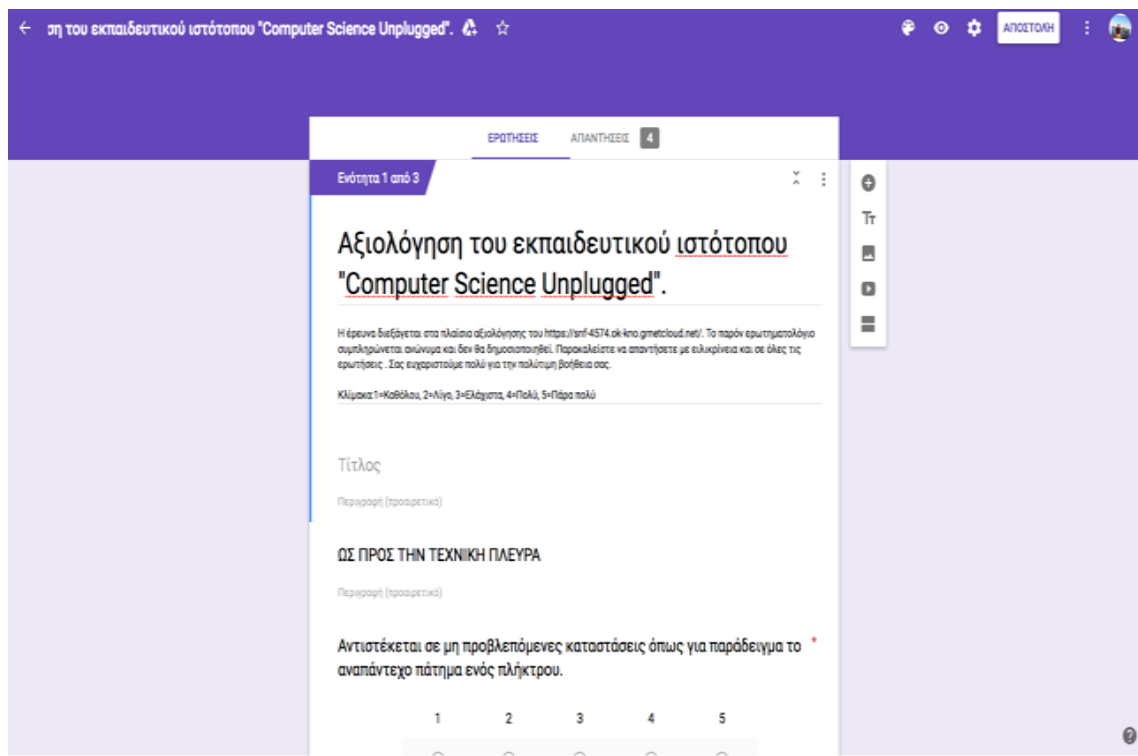 ση του εκπαιδευτικού ιστότοπου "Computer Science Unplugged".
ΑΠΟΣΤΟΛΗ
ΕΡΩΤΗΣΕΙΣ ΑΠΑΝΤΗΣΕΙΣ 4
Ενότητα 1 από 3
Αξιολόγηση του εκπαιδευτικού ιστότοπου
"Computer Science Unplugged".
Η έρευνα διεξάγεται στα πλαίσια αξιολόγησης του https://snf-4574.ok-kno.grnetcloud.net/. Το παρόν ερωτηματολόγιο
συμπληρώνεται ανώνυμα και δεν θα δημοσιοποιηθεί. Παρακαλείστε να απαντήσετε με ειλικρίνεια και σε όλες τις
ερωτήσεις . Σας ευχαριστούμε πολύ για την πολύτιμη βοήθεια σας.
Κλίμακα:1=Καθόλου, 2=Λίγο, 3=Ελάχιστα, 4=Πολύ, 5=Πάρα πολύ
Τίτλος
Περιγραφή (προαιρετικό)
ΩΣ ΠΡΟΣ ΤΗΝ ΤΕΧΝΙΚΗ ΠΛΕΥΡΑ
Περιγραφή (προαιρετικό)
Αντιστέκεται σε μη προβλεπόμενες καταστάσεις όπως για παράδειγμα το *
αναπάντεχο πάτημα ενός πλήκτρου.
1 2 3 4 5